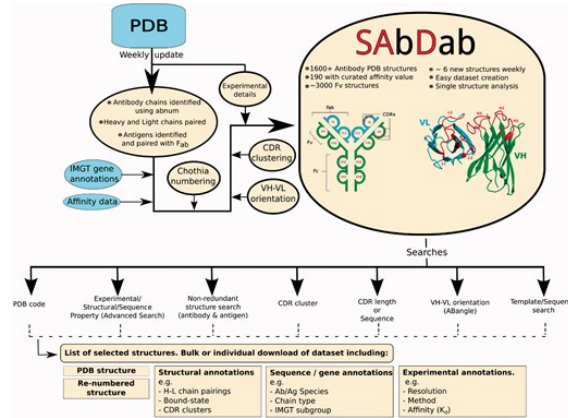 PDB
Weekly update
Experimental
details
Antibody chains identified
using abnum
Heavy and Light chains paired
Antigens identified
and paired with Fab
IMGT gene
annotations
Affinity data
Chothia
numbering
CDR
clustering
VH-VL
orientation
SAbDab
1600+ Antibody PDB structures
190 with curated affinity value
~3000 Fv structures
~ 6 new structures weekly
Easy dataset creation
Single structure analysis
Fab
CDRs
Fv
Fc
VL
VH
Searches
PDB code
Experimental/
Structural/Sequence
Property (Advanced Search)
Non-redundant
structure search
(antibody & antigen)
CDR cluster
CDR length
or
Sequence
VH-VL orientation
(ABangle)
Template/Sequen
search
List of selected structures. Bulk or individual download of dataset including:
PDB structure
Re-numbered
structure
Structural annotations
e.g.
- H-L chain pairings
- Bound-state
- CDR clusters
Sequence / gene annotations
e.g.
- Ab/Ag Species
- Chain type
- IMGT subgroup
Experimental annotations.
e.g.
- Resolution
- Method
- Affinity (Kd)